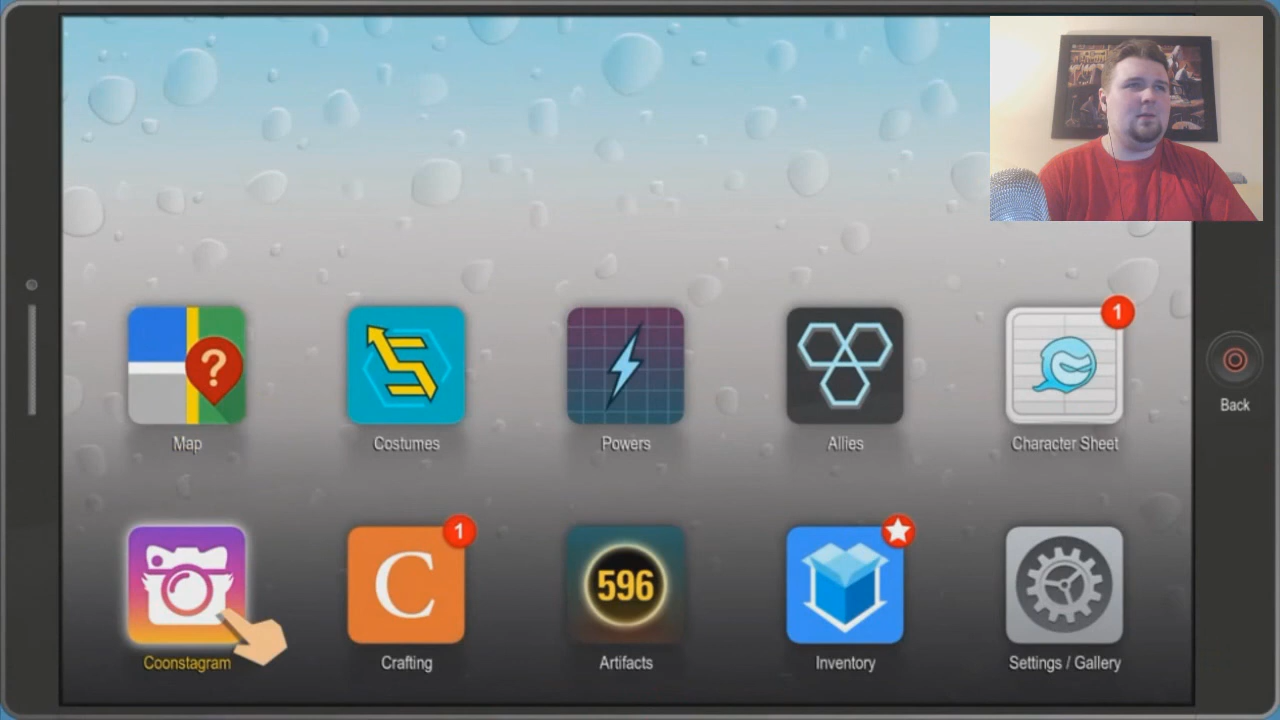 ?
1
Map
Costumes
Powers
Allies
Character Sheet
Back
1
C
596
Coonstagram
Crafting
Artifacts
Inventory
Settings / Gallery